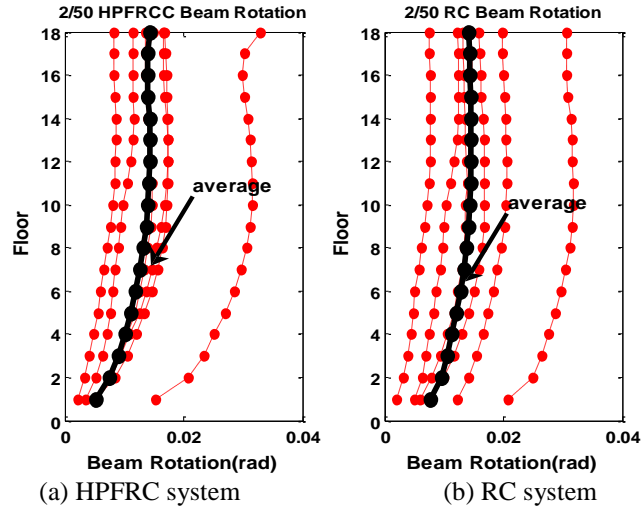 2/50 HPFRCC Beam Rotation
18
16
14
12
10
8
6
4
2
0
0
0.02
0.04
Floor
average
Beam Rotation(rad)
(a) HPFRC system
2/50 RC Beam Rotation
18
16
14
12
10
8
6
4
2
0
0
0.02
0.04
Floor
average
Beam Rotation(rad)
(b) RC system